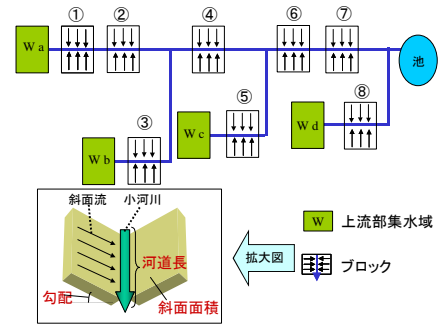 ① ② ④ ⑥ ⑦
Wa
池
⑤ ⑧
③
Wc
Wd
Wb
斜面流 小河川
河道長
勾配
斜面面積
拡大図
W 上流部集水域
ブロック